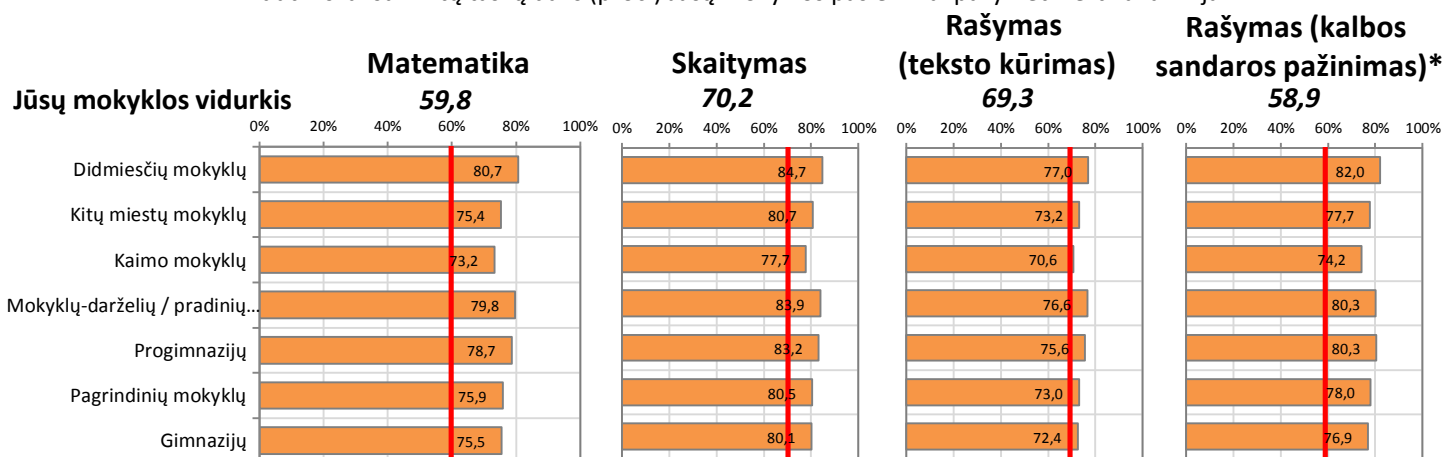 Matematika
Skaitymas
Rašymas
(teksto kūrimas)
Rašymas (kalbos
sandaros pažinimas)*
Jūsų mokyklos vidurkis 59,8 70,2 69,3 58,9
0% 20% 40% 60% 80% 100% 0% 20% 40% 60% 80% 100% 0% 20% 40% 60% 80% 100% 0% 20% 40% 60% 80% 100%
Didmiesčių mokyklų 80,7 84,7 77,0 82,0
Kitų miestų mokyklų 75,4 80,7 73,2 77,7
Kaimo mokyklų 73,2 77,7 70,6 74,2
Mokyklų-darželių / pradinių... 79,8 83,9 76,6 80,3
Progimnazijų 78,7 83,2 75,6 80,3
Pagrindinių mokyklų 75,9 80,5 73,0 78,0
Gimnazijų 75,5 80,1 72,4 76,9